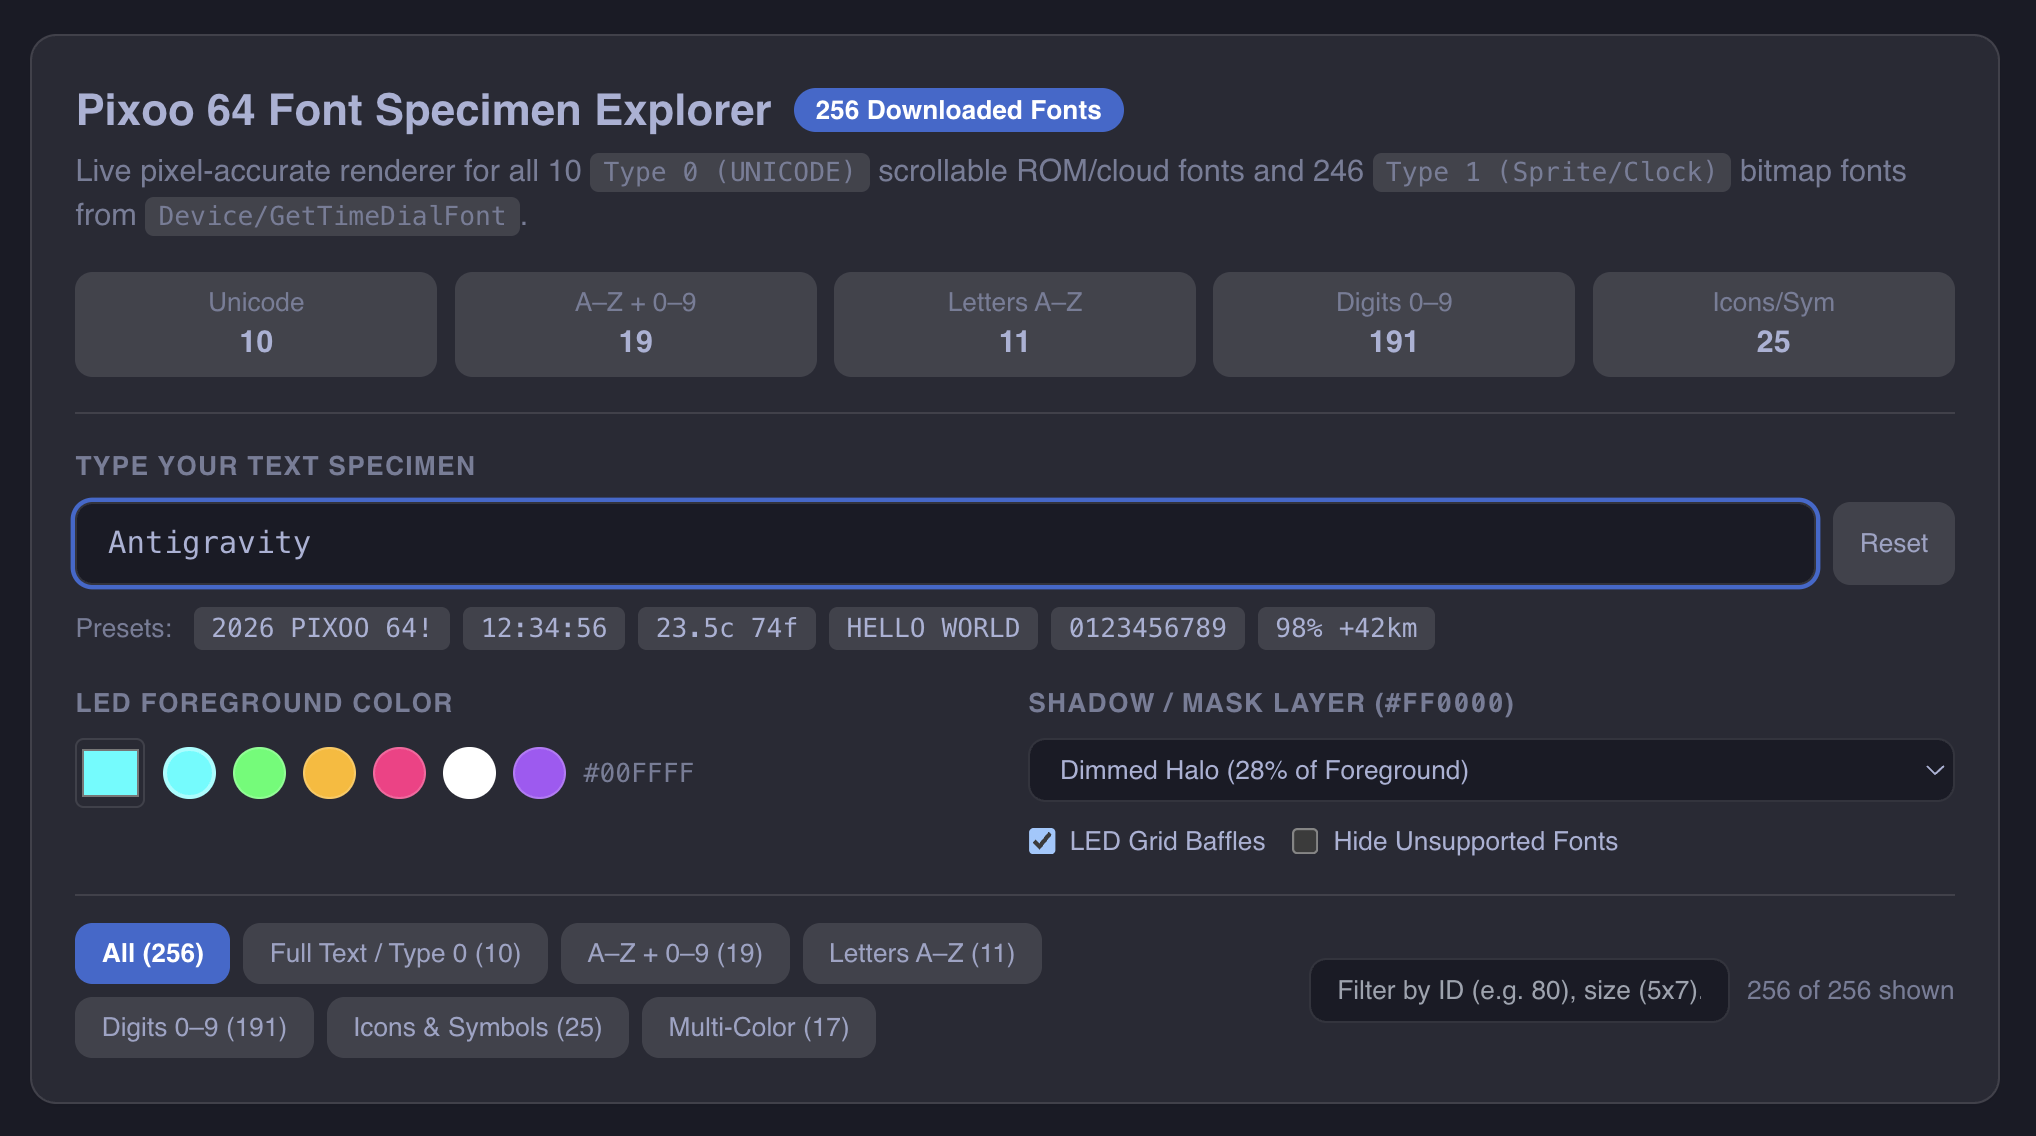 Pixoo 64 Font Specimen Explorer 256 Downloaded Fonts
Live pixel-accurate renderer for all 10 Type 0 (UNICODE) scrollable ROM/cloud fonts and 246 Type 1 (Sprite/Clock) bitmap fonts
from Device/GetTimeDialFont.
Unicode
10
A–Z + 0–9
19
Letters A–Z
11
Digits 0–9
191
Icons/Sym
25
TYPE YOUR TEXT SPECIMEN
Antigravity
Reset
Presets: 2026 PIXOO 64! 12:34:56 23.5c 74f HELLO WORLD 0123456789 98% +42km
LED FOREGROUND COLOR
#00FFFF
SHADOW / MASK LAYER (#FF0000)
Dimmed Halo (28% of Foreground)
LED Grid Baffles Hide Unsupported Fonts
All (256) Full Text / Type 0 (10) A–Z + 0–9 (19) Letters A–Z (11)
Digits 0–9 (191) Icons & Symbols (25) Multi-Color (17)
Filter by ID (e.g. 80), size (5x7). 256 of 256 shown